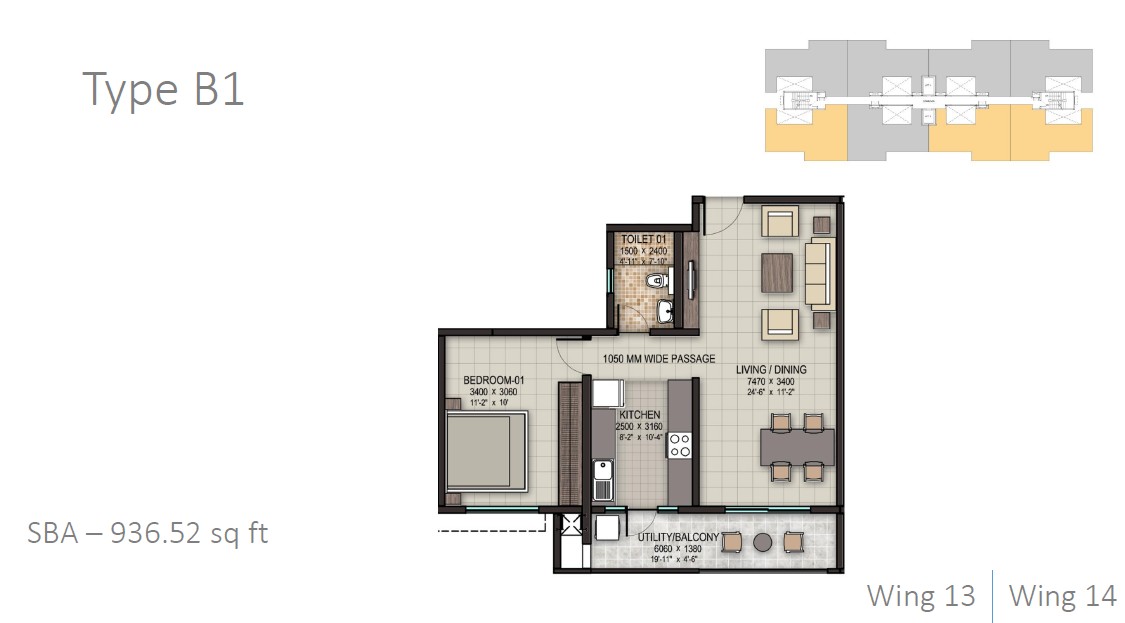 Type B1
TOILET 01
1500 X 2400
4'-11" x 7'-10"
1050 MM WIDE PASSAGE
LIVING / DINING
7470 X 3400
24'-6" x 11'-2"
BEDROOM-01
3400 X 3060
11'-2" x 10'
KITCHEN
2500 X 3160
8'-2" x 10'-4"
UTILITY/BALCONY
6060 X 1380
19'-11" x 4'-6"
SBA – 936.52 sq ft
Wing 13
Wing 14